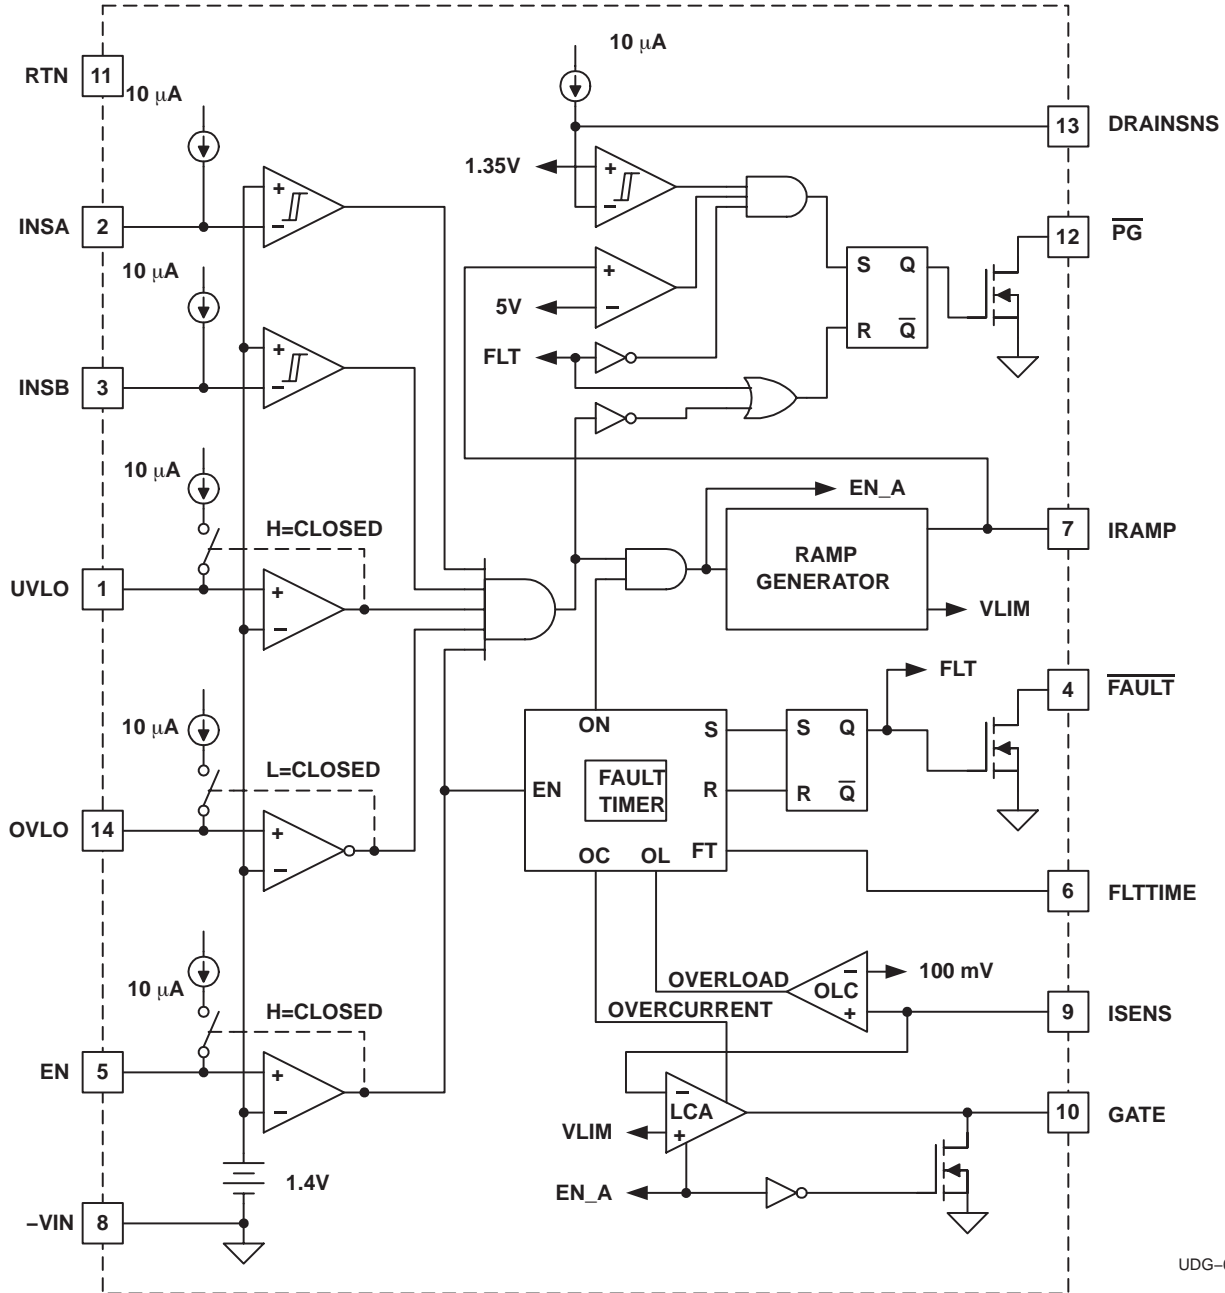 10 μA
RTN
11
10 μA
13
DRAINSNS
1.35V
+
–
+
–
INSA
2
12
PG
10 μA
S
Q
+
–
5V
R
Q
FLT
+
–
INSB
3
10 μA
EN_A
H=CLOSED
7
IRAMP
RAMP
GENERATOR
UVLO
1
+
–
VLIM
FLT
4
FAULT
10 μA
ON
S
S
Q
L=CLOSED
FAULT
TIMER
EN
R
R
Q
OVLO
14
+
–
OC
OL
FT
6
FLTTIME
OVERLOAD
–
OLC
+
100 mV
10 μA
H=CLOSED
OVERCURRENT
9
ISENS
EN
5
+
–
–
LCA
+
10
GATE
VLIM
1.4V
EN_A
–VIN
8